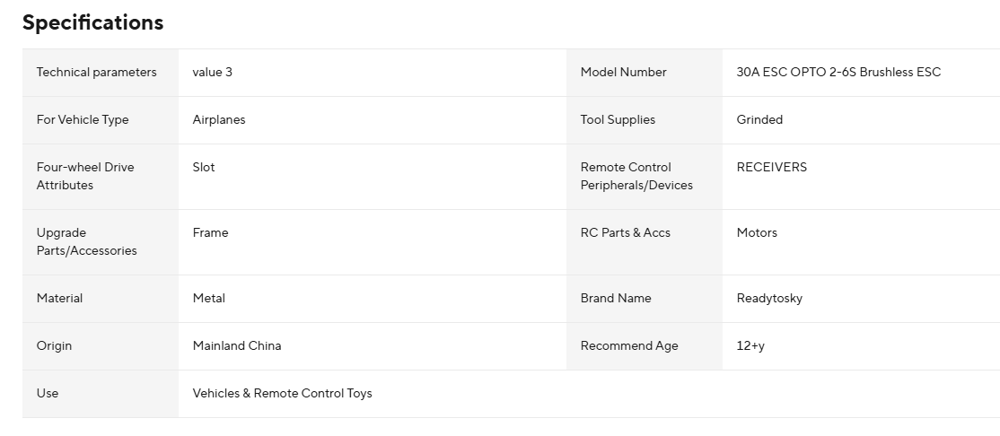 Specifications
Technical parameters
value 3
Model Number
30A ESC OPTO 2-6S Brushless ESC
For Vehicle Type
Airplanes
Tool Supplies
Grinded
Four-wheel Drive
Attributes
Slot
Remote Control
Peripherals/Devices
RECEIVERS
Upgrade
Parts/Accessories
Frame
RC Parts & Accs
Motors
Material
Metal
Brand Name
Readytosky
Origin
Mainland China
Recommend Age
12+y
Use
Vehicles & Remote Control Toys